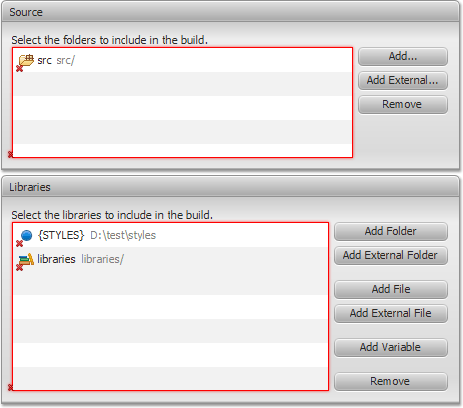 Source
Select the folders to include in the build.
src src/
Add...
Add External...
Remove
Libraries
Select the libraries to include in the build.
{STYLES} D:\test\styles
libraries libraries/
Add Folder
Add External Folder
Add File
Add External File
Add Variable
Remove